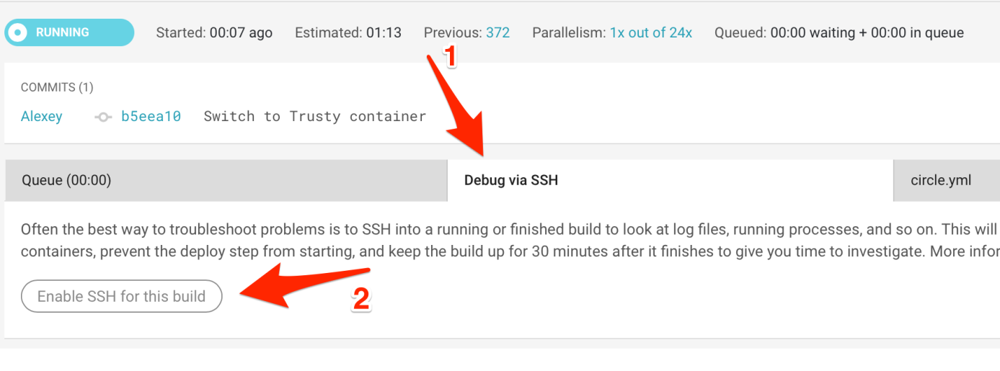 RUNNING Started: 00:07 ago Estimated: 01:13 Previous: 372 Parallelism: 1x out of 24x Queued: 00:00 waiting + 00:00 in queue
1
COMMITS (1)
Alexey b5eea10 Switch to Trusty container
Queue (00:00) Debug via SSH circle.yml
Often the best way to troubleshoot problems is to SSH into a running or finished build to look at log files, running processes, and so on. This will
containers, prevent the deploy step from starting, and keep the build up for 30 minutes after it finishes to give you time to investigate. More infor
Enable SSH for this build
2